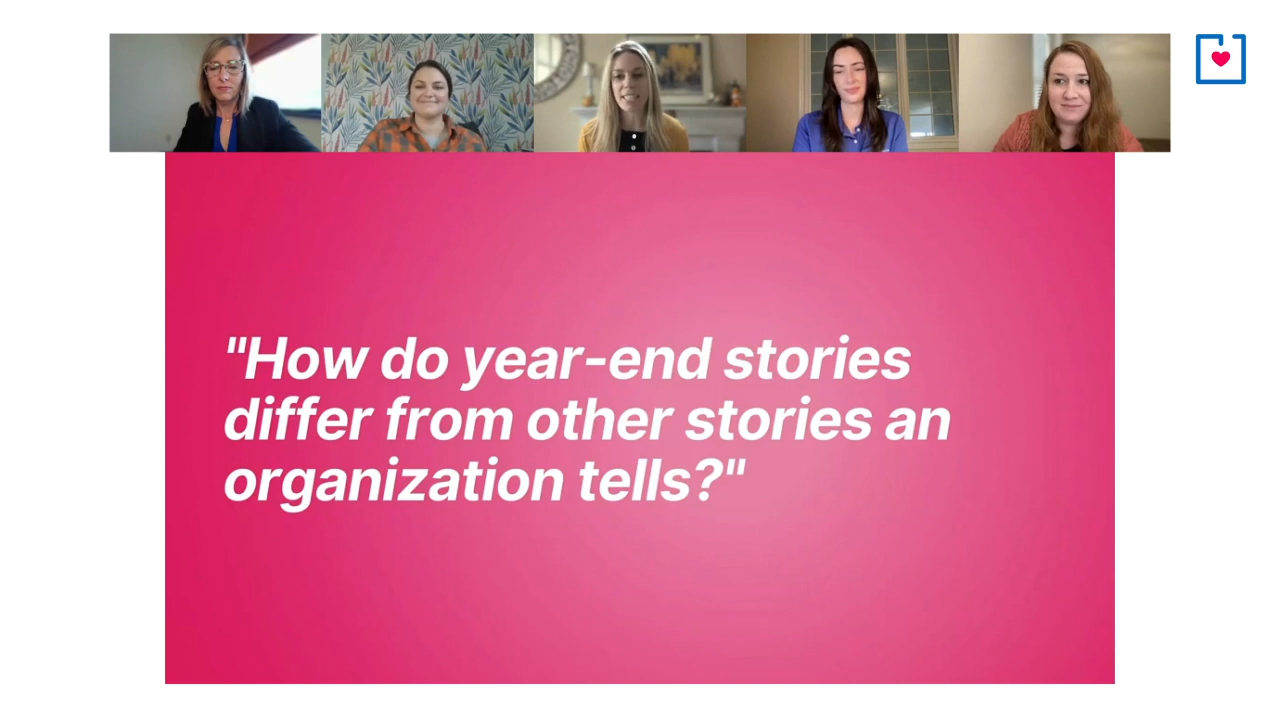 "How do year-end stories
differ from other stories an
organization tells?"